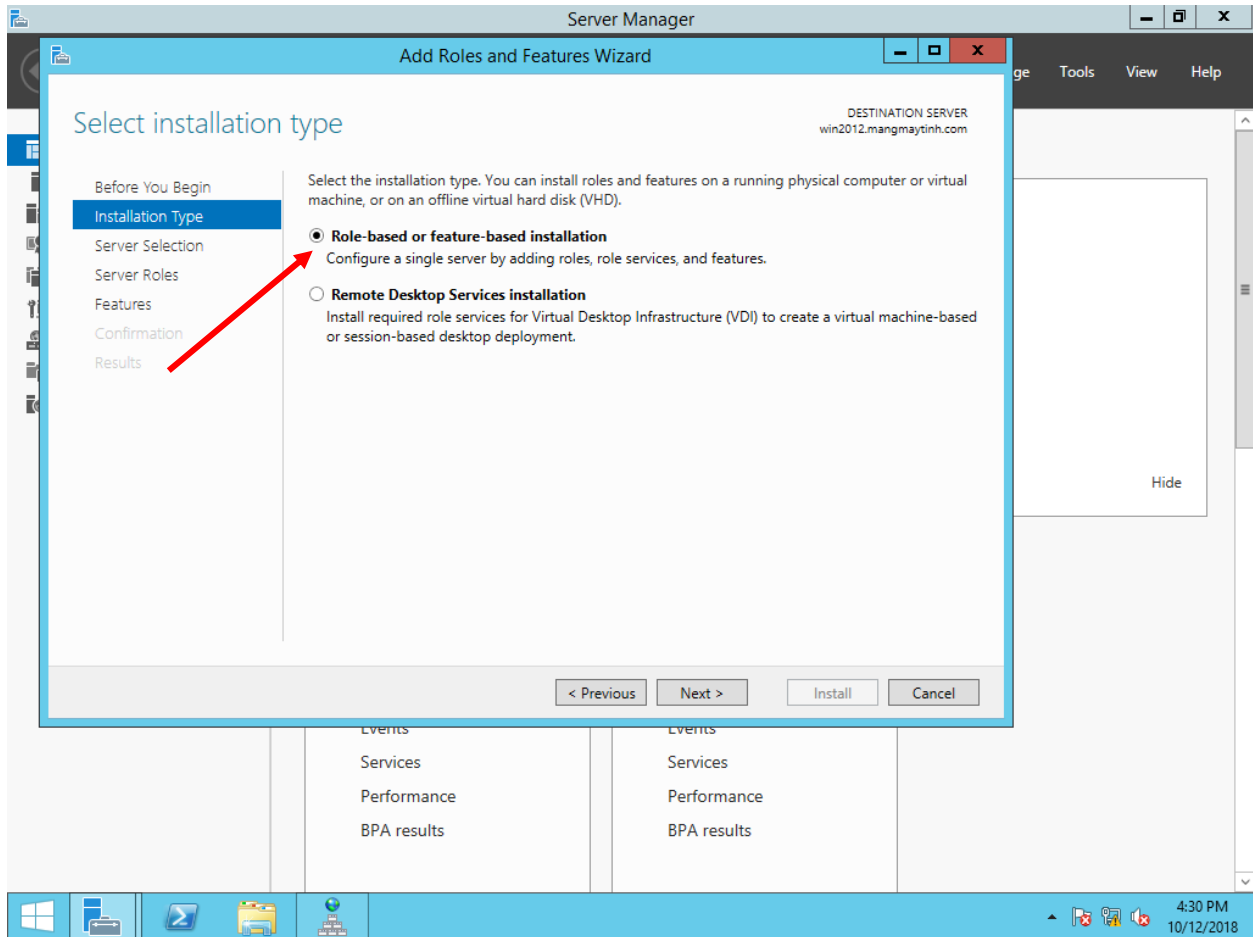 Server Manager
Add Roles and Features Wizard
Tools View Help
Select installation type
DESTINATION SERVER
win2012.mangmaytinh.com
Before You Begin
Installation Type
Server Selection
Server Roles
Features
Confirmation
Results
Select the installation type. You can install roles and features on a running physical computer or virtual
machine, or on an offline virtual hard disk (VHD).
Role-based or feature-based installation
Configure a single server by adding roles, role services, and features.
Remote Desktop Services installation
Install required role services for Virtual Desktop Infrastructure (VDI) to create a virtual machine-based
or session-based desktop deployment.
Hide
< Previous Next > Install Cancel
Events Events
Services Services
Performance Performance
BPA results BPA results
4:30 PM
10/12/2018